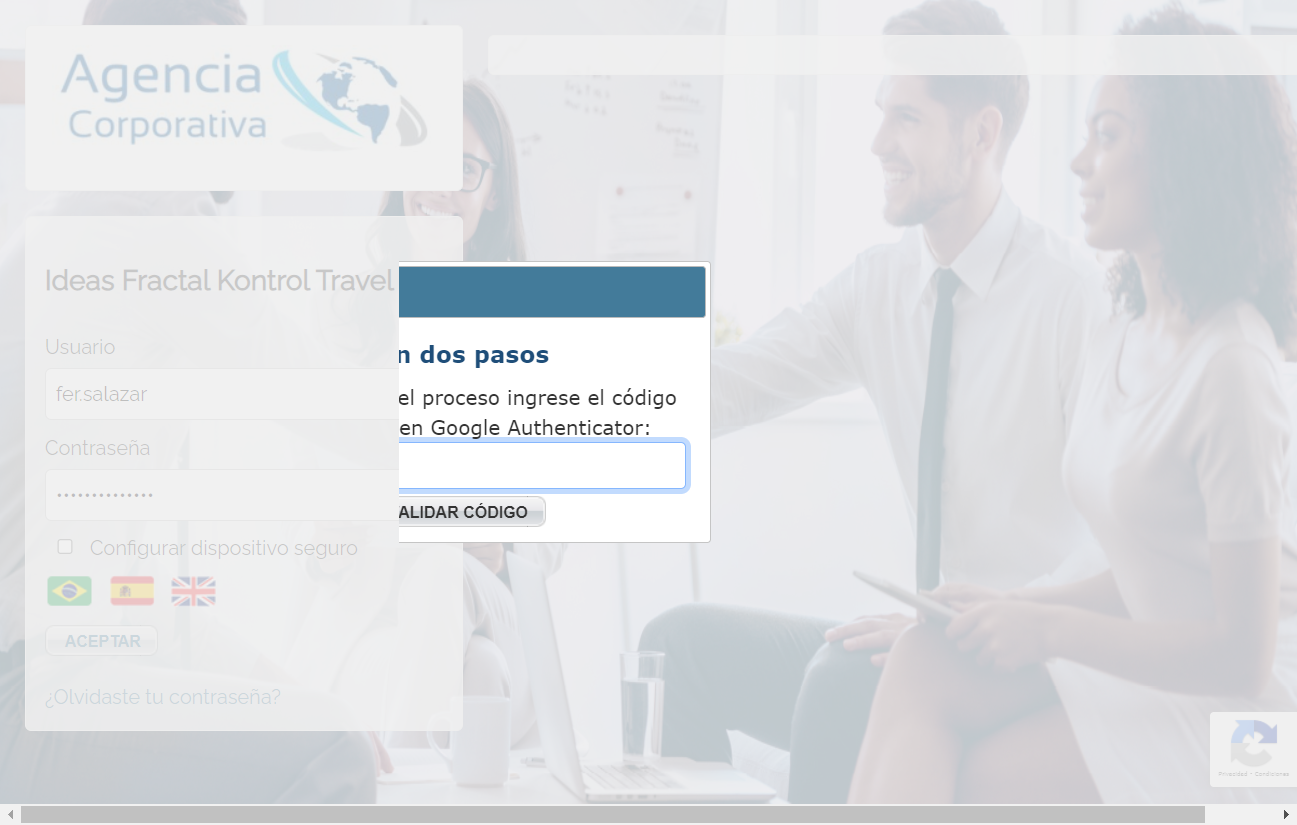 Agencia
Corporativa
Ideas Fractal Kontrol Travel
n dos pasos
Usuario
fer.salazar
el proceso ingrese el código
en Google Authenticator:
Contraseña
ALIDAR CÓDIGO
Configurar dispositivo seguro
ACEPTAR
¿Olvidaste tu contraseña?
Privacidad - Condiciones